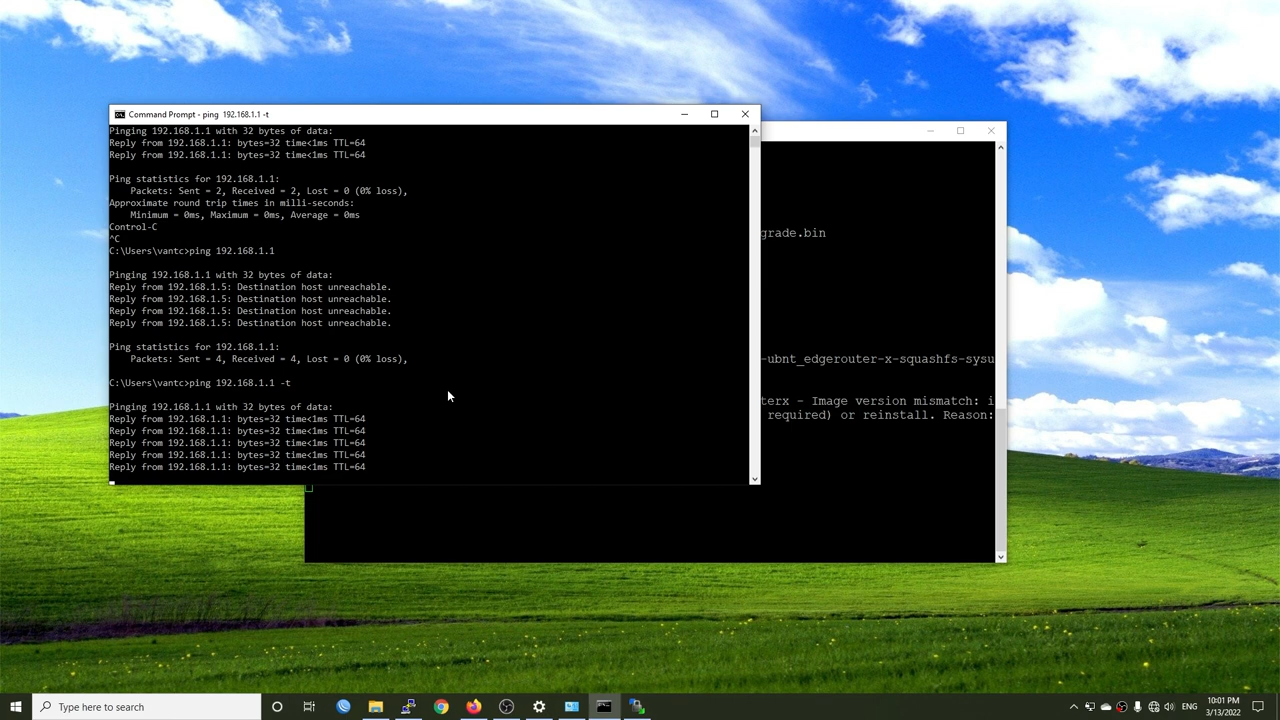 Command Prompt - ping  192.168.1.1 -t
Pinging 192.168.1.1 with 32 bytes of data:
Reply from 192.168.1.1: bytes=32 time<1ms TTL=64
Reply from 192.168.1.1: bytes=32 time<1ms TTL=64
Ping statistics for 192.168.1.1:
Packets: Sent = 2, Received = 2, Lost = 0 (0% loss),
Approximate round trip times in milli-seconds:
Minimum = 0ms, Maximum = 0ms, Average = 0ms
Control-C
^C
C:\Users\vantc>ping 192.168.1.1
Pinging 192.168.1.1 with 32 bytes of data:
Reply from 192.168.1.5: Destination host unreachable.
Reply from 192.168.1.5: Destination host unreachable.
Reply from 192.168.1.5: Destination host unreachable.
Reply from 192.168.1.5: Destination host unreachable.
Ping statistics for 192.168.1.1:
Packets: Sent = 4, Received = 4, Lost = 0 (0% loss),
C:\Users\vantc>ping 192.168.1.1 -t
Pinging 192.168.1.1 with 32 bytes of data:
Reply from 192.168.1.1: bytes=32 time<1ms TTL=64
Reply from 192.168.1.1: bytes=32 time<1ms TTL=64
Reply from 192.168.1.1: bytes=32 time<1ms TTL=64
Reply from 192.168.1.1: bytes=32 time<1ms TTL=64
Reply from 192.168.1.1: bytes=32 time<1ms TTL=64
grade.bin
-ubnt_edgerouter-x-squashfs-sysu
terx - Image version mismatch: i
required) or reinstall. Reason:
Type here to search
ENG
10:01 PM
3/13/2022